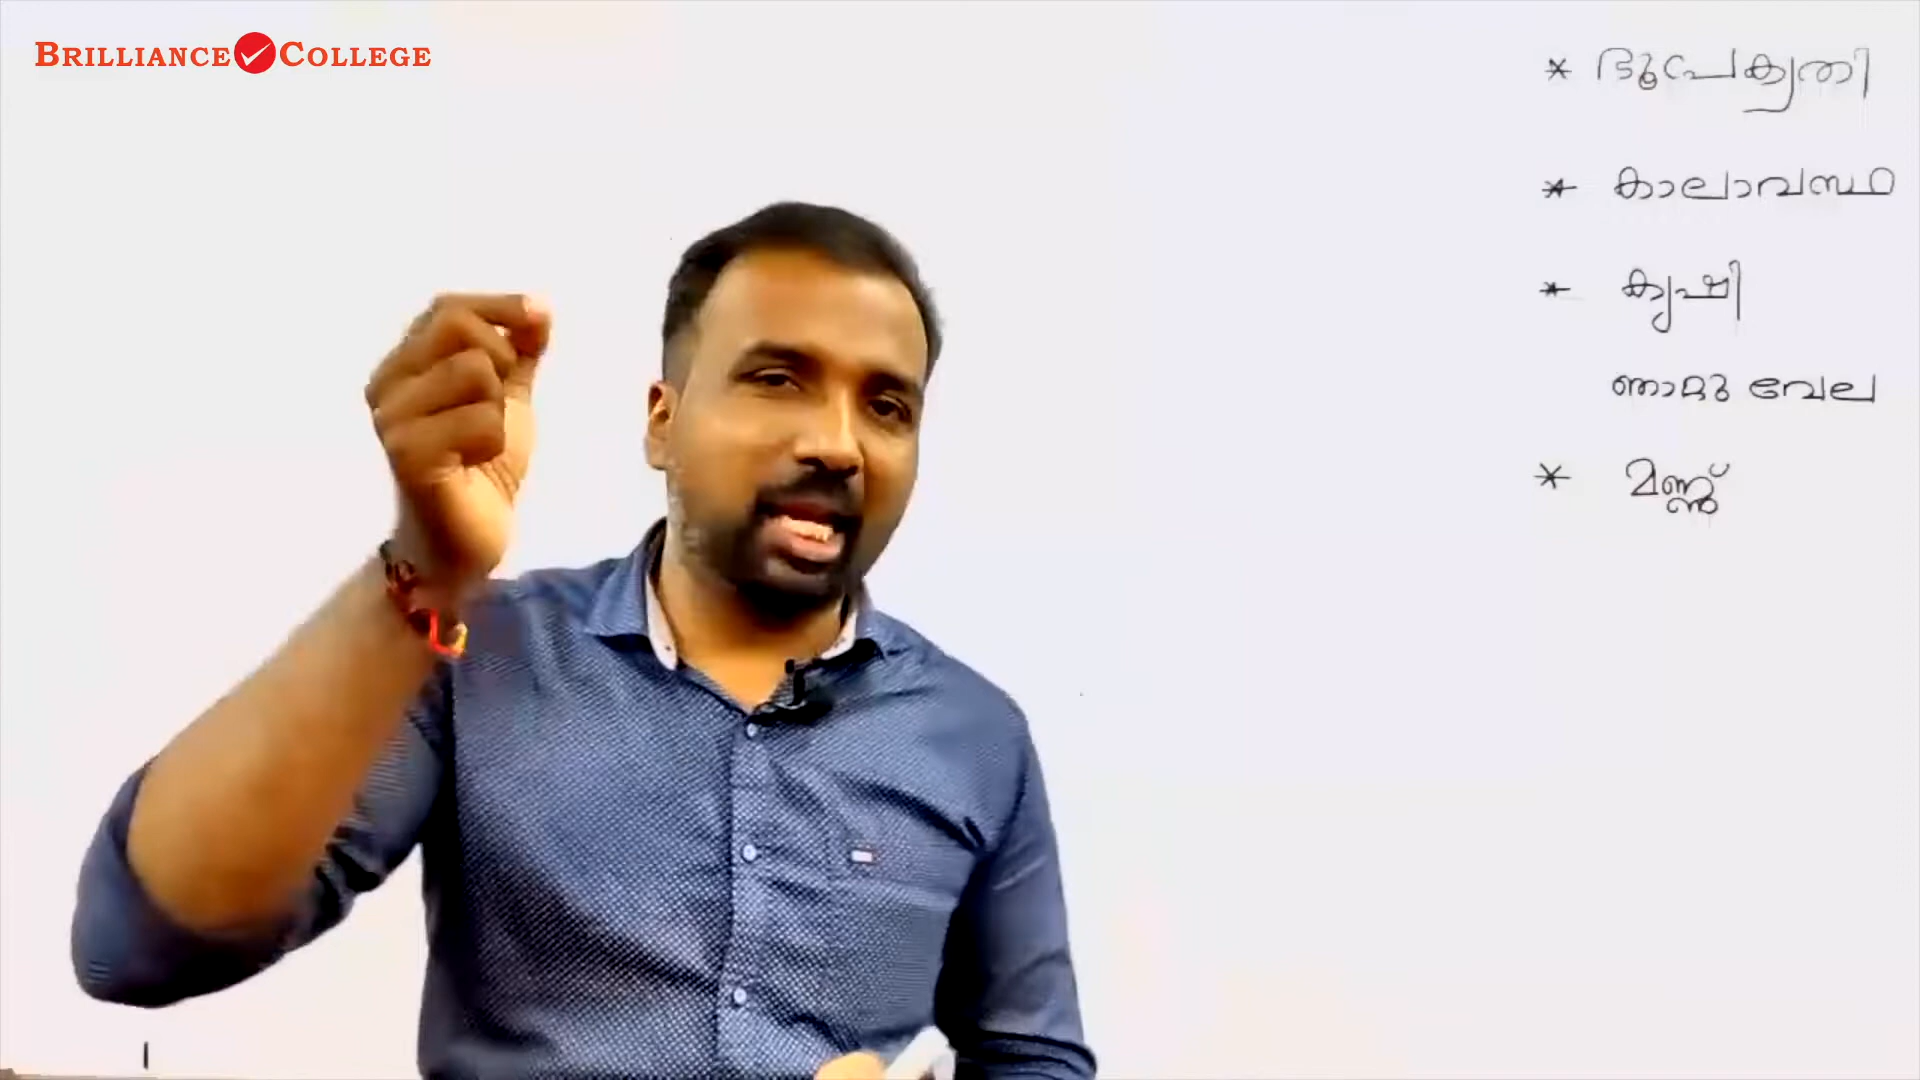 BRILLIANCE COLLEGE
* ഭൂപ്രകൃതി
* കാലാവസ്ഥ
* കൃഷി
ഞാറ്റു വേല
* മണ്ണ്